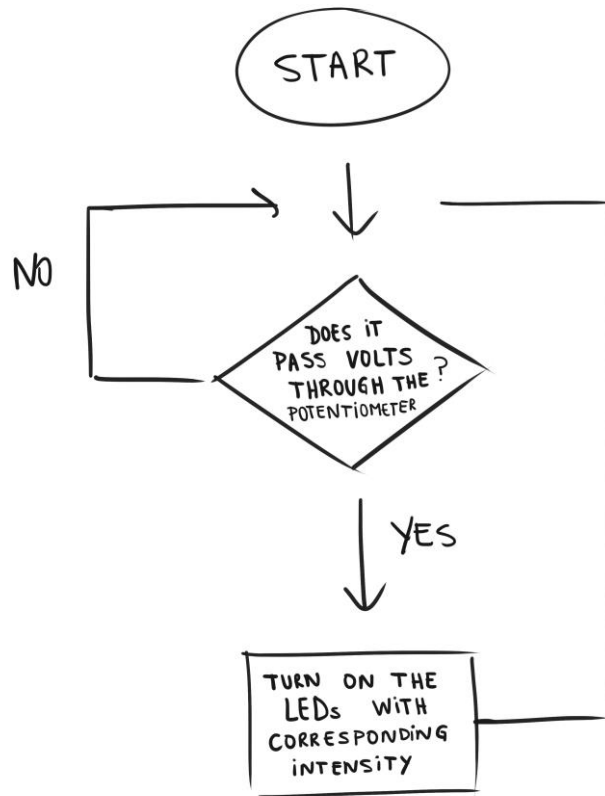 START
NO
DOES iT
PASS VOLTS
THROUGH THE ?
POTENTiOMETER
YES
TURN ON THE
LEDs WiTH
CORRESPONDING
iNTENSiTY